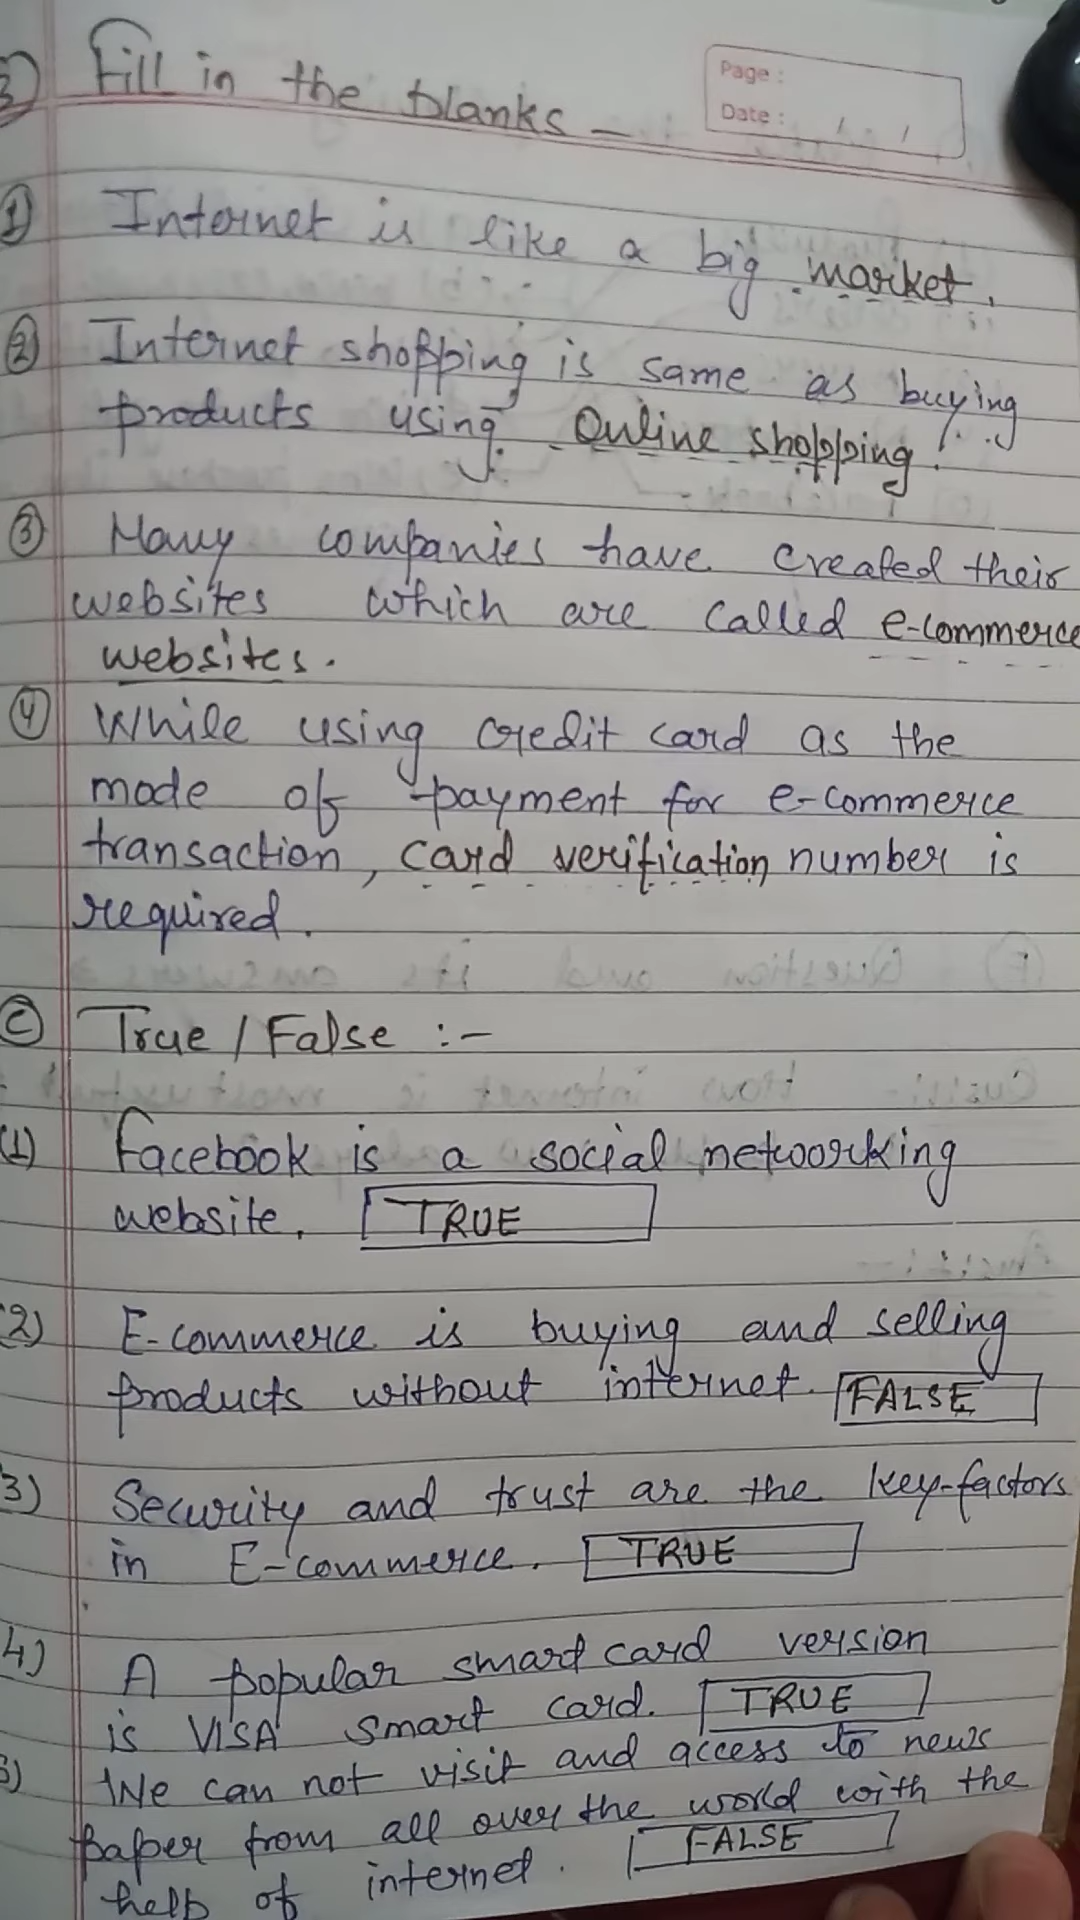 Page :
Date : / /
3) Fill in the blanks -
① Internet is like a big market.
② Internet shopping is same as buying
products using Online shopping.
③ Many companies have created their
websites which are called e-commerce
websites.
④ While using credit card as the
mode of payment for e-commerce
transaction, card verification number is
required.
Ⓒ True / False :-
(1) Facebook is a social networking
website. TRUE
(2) E-commerce is buying and selling
products without internet. FALSE
3) Security and trust are the key-factors
in E-commerce. TRUE
4) A popular smart card version
is VISA smart card. TRUE
We can not visit and access to news
paper from all over the world with the
help of internet. FALSE